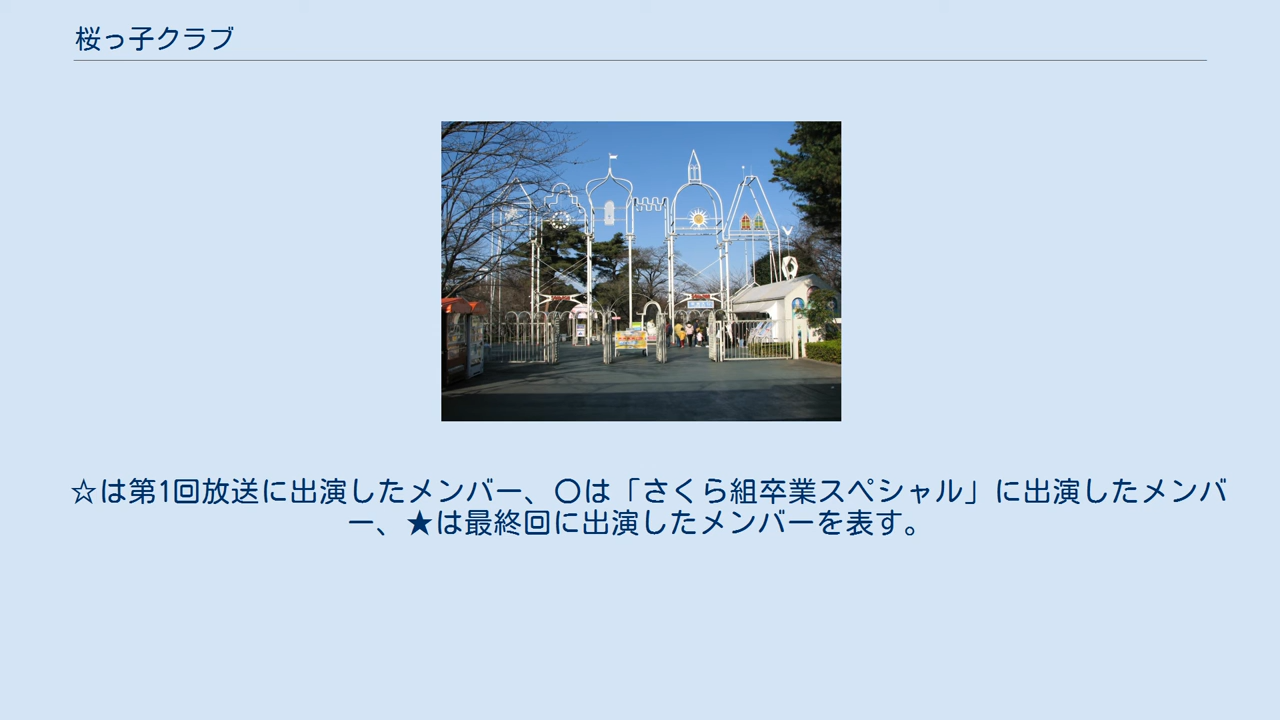 桜っ子クラブ
☆は第1回放送に出演したメンバー、〇は「さくら組卒業スペシャル」に出演したメンバ
ー、★は最終回に出演したメンバーを表す。